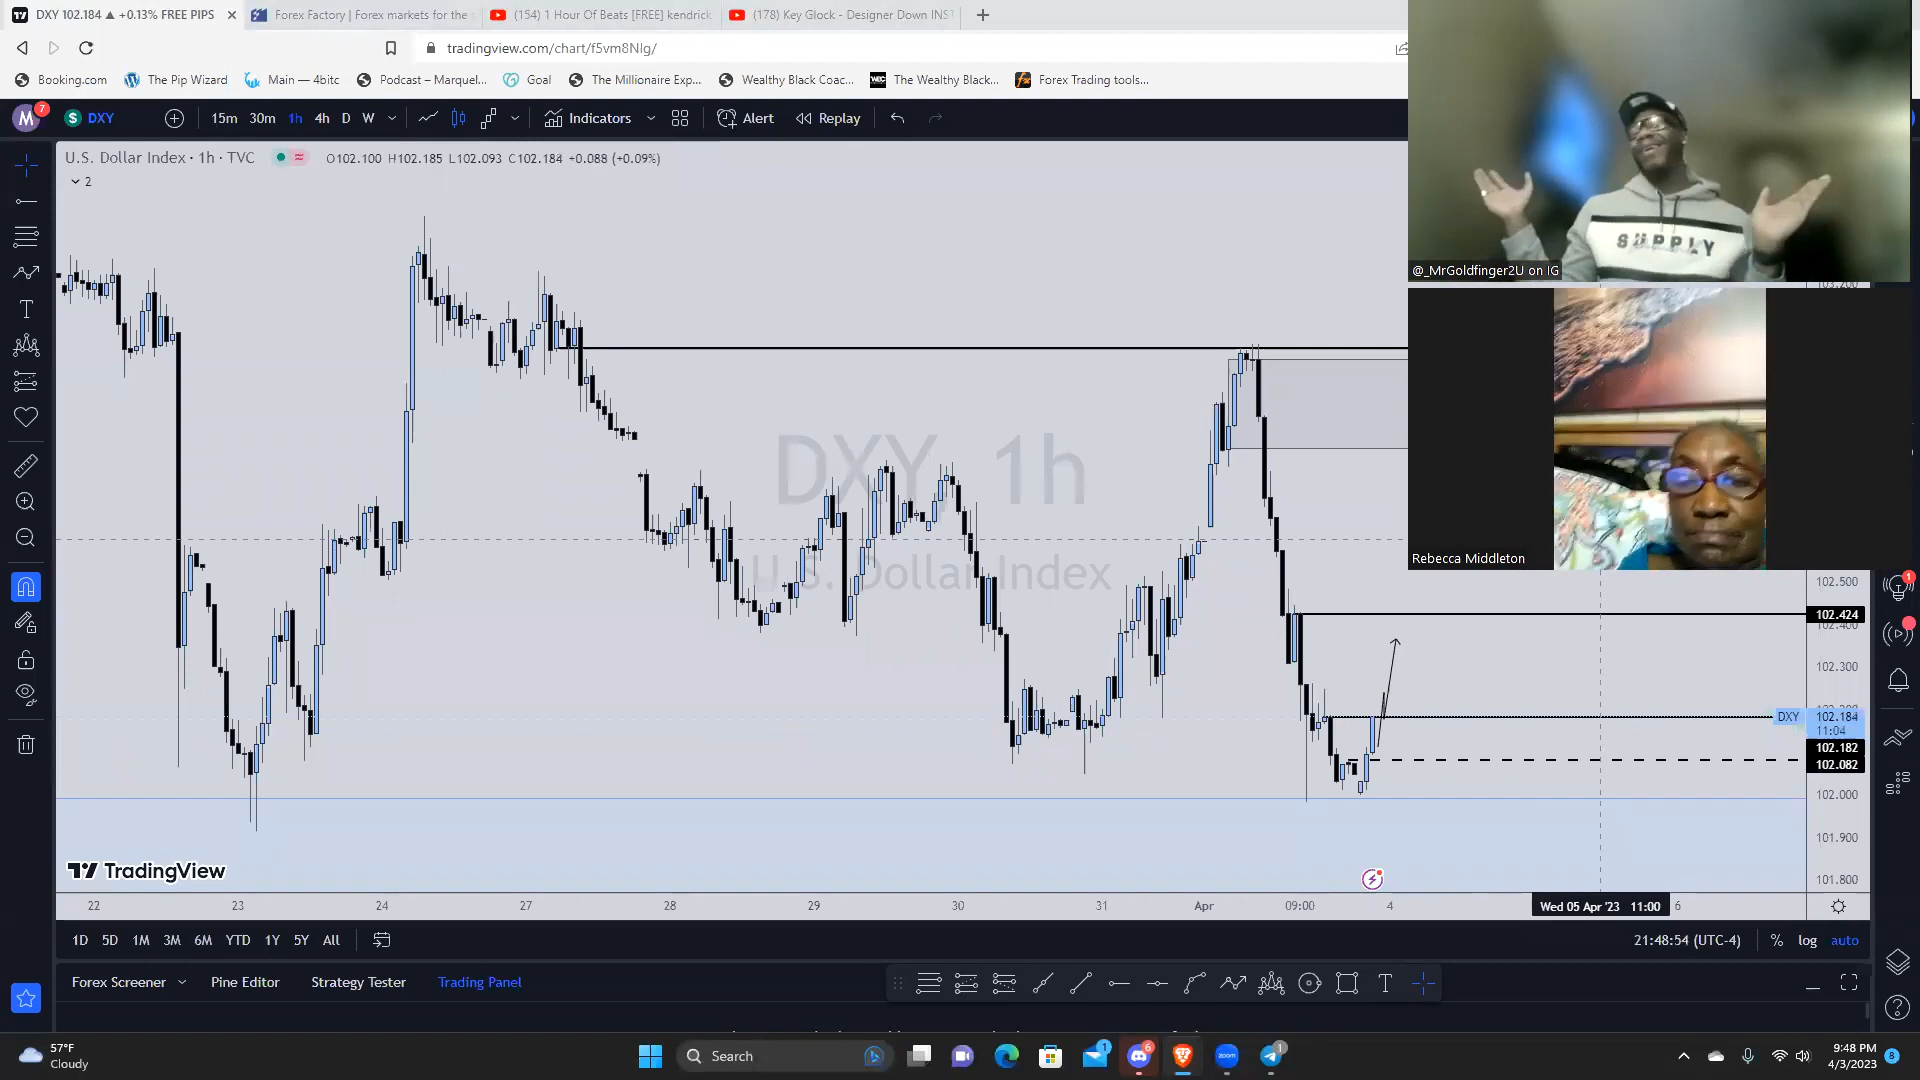 DXY 102.184 ▲ +0.13% FREE PIPS
Forex Factory | Forex markets for the
(154) 1 Hour Of Beats [FREE] kendrick
(178) Key Glock - Designer Down INST
tradingview.com/chart/f5vm8NIg/
Booking.com
The Pip Wizard
Main — 4bitc
Podcast – Marquel...
Goal
The Millionaire Exp...
Wealthy Black Coac...
The Wealthy Black...
Forex Trading tools...
M 7
$ DXY
15m 30m 1h 4h D W
Indicators
Alert
Replay
U.S. Dollar Index · 1h · TVC
O102.100 H102.185 L102.093 C102.184 +0.088 (+0.09%)
2
SUPPLY
@_MrGoldfinger2U on IG
Rebecca Middleton
DXY, 1h
U.S. Dollar Index
102.500
102.424
102.400
102.300
DXY 102.184
11:04
102.182
102.082
102.000
101.900
101.800
TradingView
22 23 24 27 28 29 30 31 Apr 09:00 4 Wed 05 Apr '23 11:00 6
1D 5D 1M 3M 6M YTD 1Y 5Y All
21:48:54 (UTC-4) % log auto
Forex Screener Pine Editor Strategy Tester Trading Panel
57°F
Cloudy
Search
9:48 PM
4/3/2023
8